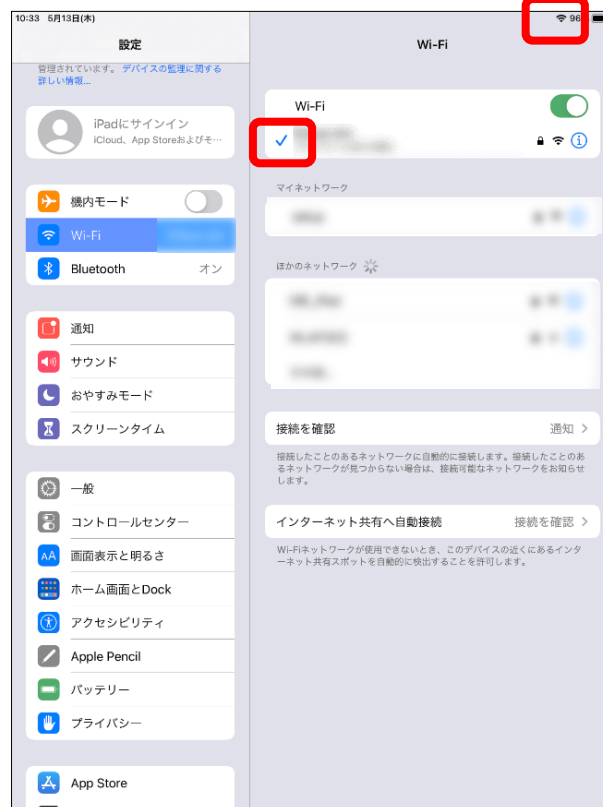 10:33 5月13日(木)
96
設定
管理されています。デバイスの監理に関する
詳しい情報...
iPadにサインイン
iCloud、App Storeおよびそ…
機内モード
Wi-Fi
Bluetooth オン
通知
サウンド
おやすみモード
スクリーンタイム
一般
コントロールセンター
AA 画面表示と明るさ
ホーム画面とDock
アクセシビリティ
Apple Pencil
バッテリー
プライバシー
App Store
Wi-Fi
Wi-Fi
マイネットワーク
ほかのネットワーク
接続を確認 通知
接続したことのあるネットワークに自動的に接続します。接続したことのあ
るネットワークが見つからない場合は、接続可能なネットワークをお知らせ
します。
インターネット共有へ自動接続 接続を確認
Wi-Fiネットワークが使用できないとき、このデバイスの近くにあるインタ
ーネット共有スポットを自動的に検出することを許可します。